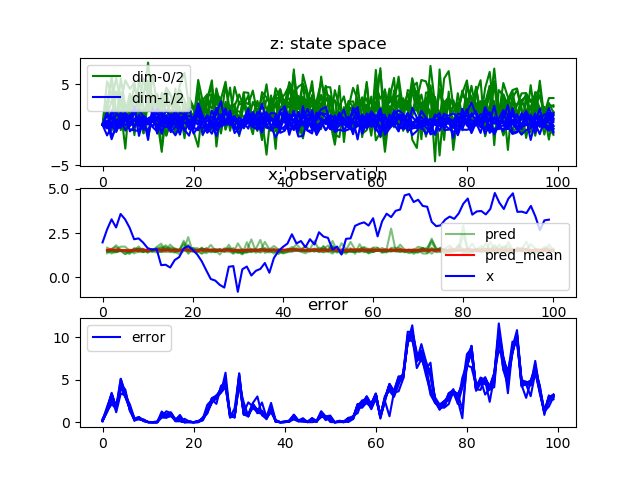 z: state space
5
0
−5
dim-0/2
dim-1/2
0 20 40 60 80 100
x: observation
5.0
2.5
0.0
pred
pred_mean
x
0 20 40 60 80 100
error
10
5
0
error
0 20 40 60 80 100